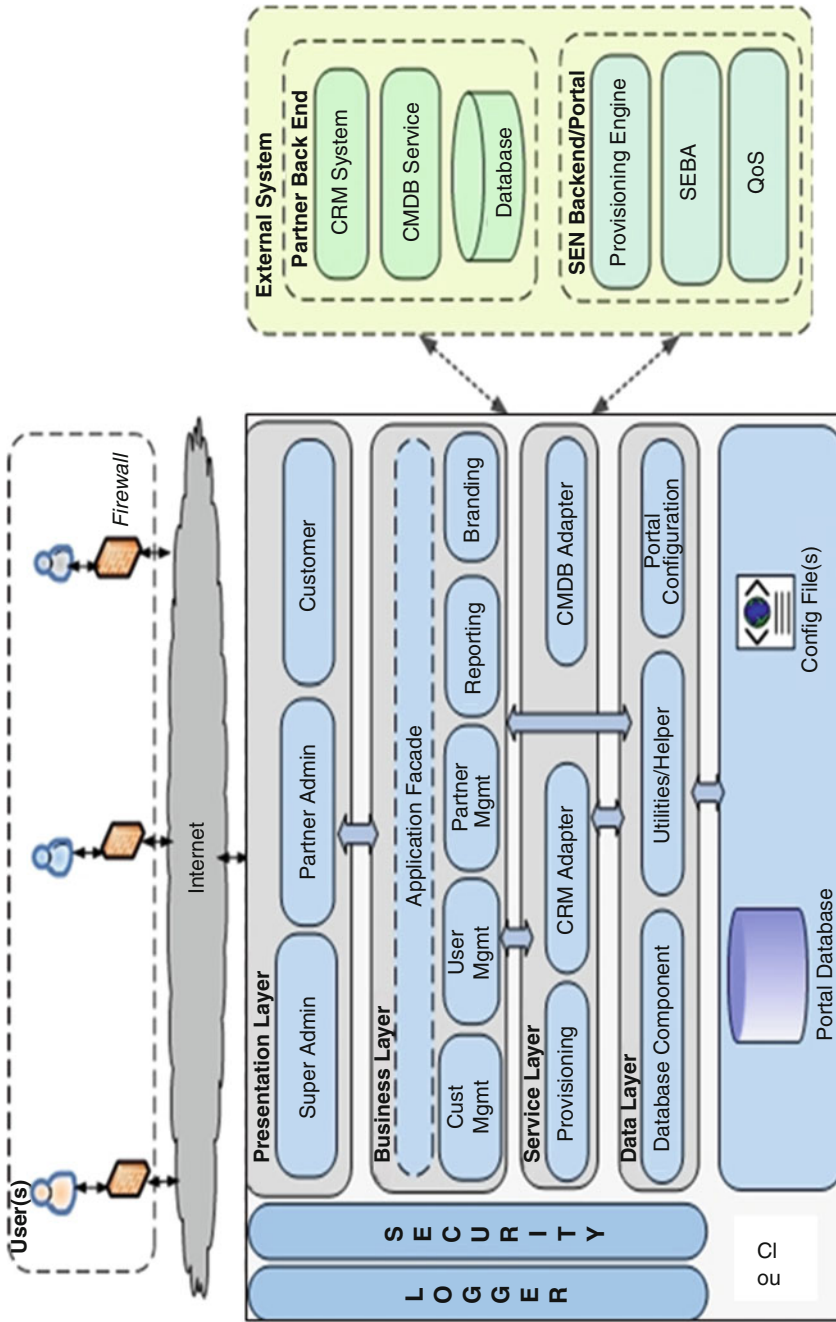 User(s)
Firewall
Internet
Presentation Layer
Super Admin
Partner Admin
Customer
Business Layer
Application Facade
Cust
Mgmt
User
Mgmt
Partner
Mgmt
Reporting
Branding
Service Layer
Provisioning
CRM Adapter
CMDB Adapter
Data Layer
Database Component
Utilities/Helper
Portal
Configuration
Portal Database
Config File(s)
LOGGER
SECURITY
Cl
ou
External System
Partner Back End
CRM System
CMDB Service
Database
SEN Backend/Portal
Provisioning Engine
SEBA
QoS